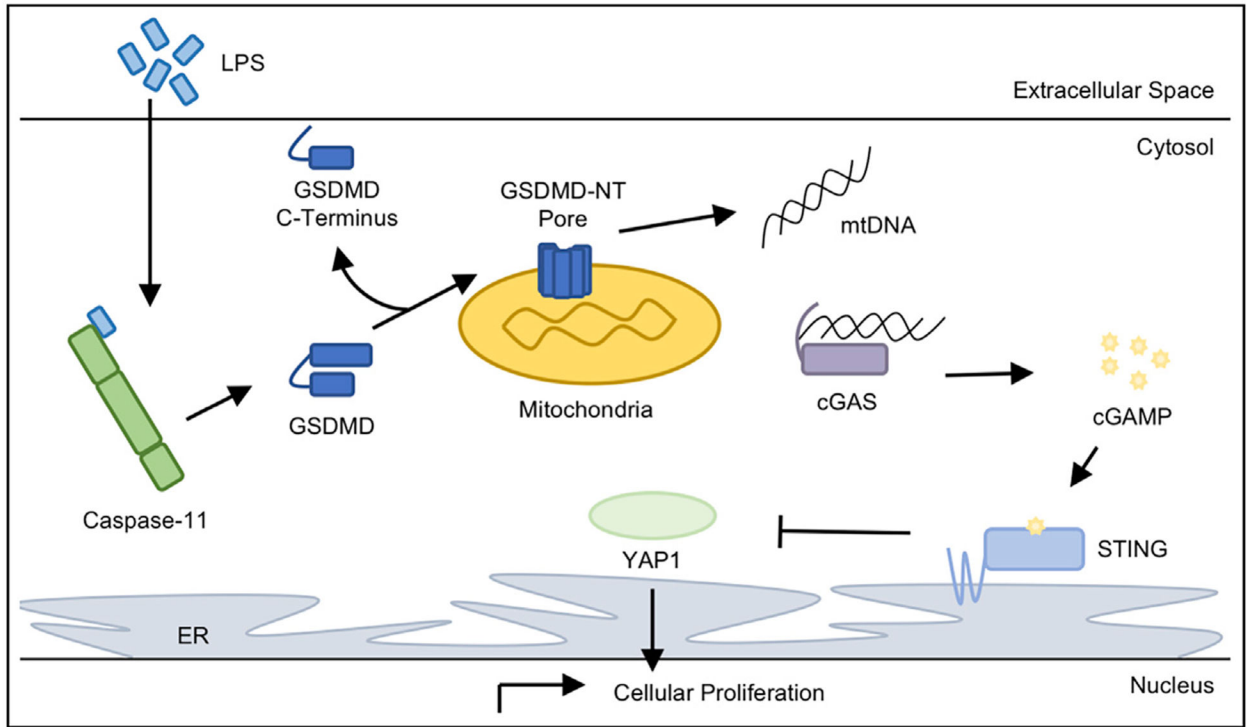 LPS
Extracellular Space
Cytosol
GSDMD
C-Terminus
GSDMD-NT
Pore
mtDNA
Mitochondria
GSDMD
cGAS
cGAMP
Caspase-11
YAP1
STING
ER
Cellular Proliferation
Nucleus